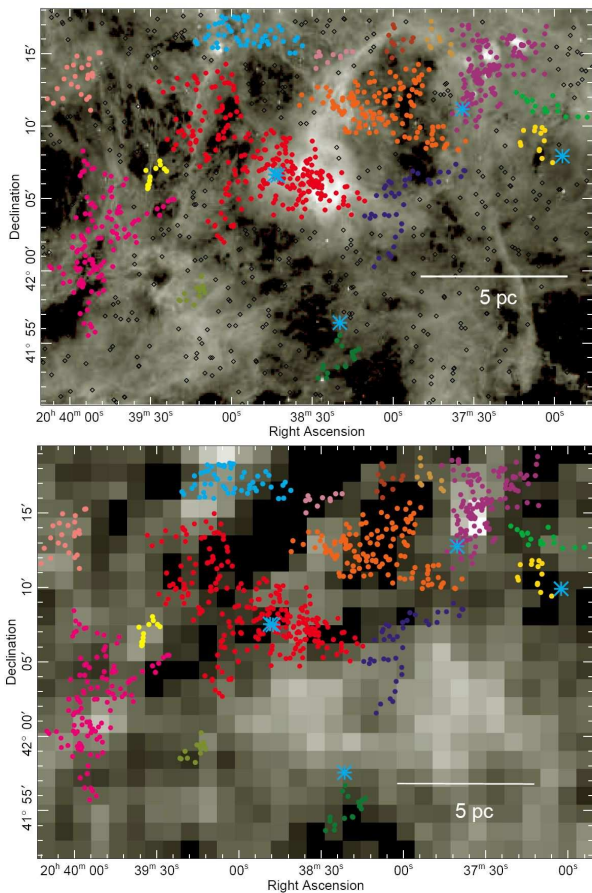 15′
10′
05′
42° 00′
41° 55′
Declination
5 pc
20ʰ 40ᵐ 00ˢ
39ᵐ 30ˢ
00ˢ
38ᵐ 30ˢ
00ˢ
37ᵐ 30ˢ
00ˢ
Right Ascension
15′
10′
05′
42° 00′
41° 55′
Declination
5 pc
20ʰ 40ᵐ 00ˢ
39ᵐ 30ˢ
00ˢ
38ᵐ 30ˢ
00ˢ
37ᵐ 30ˢ
00ˢ
Right Ascension